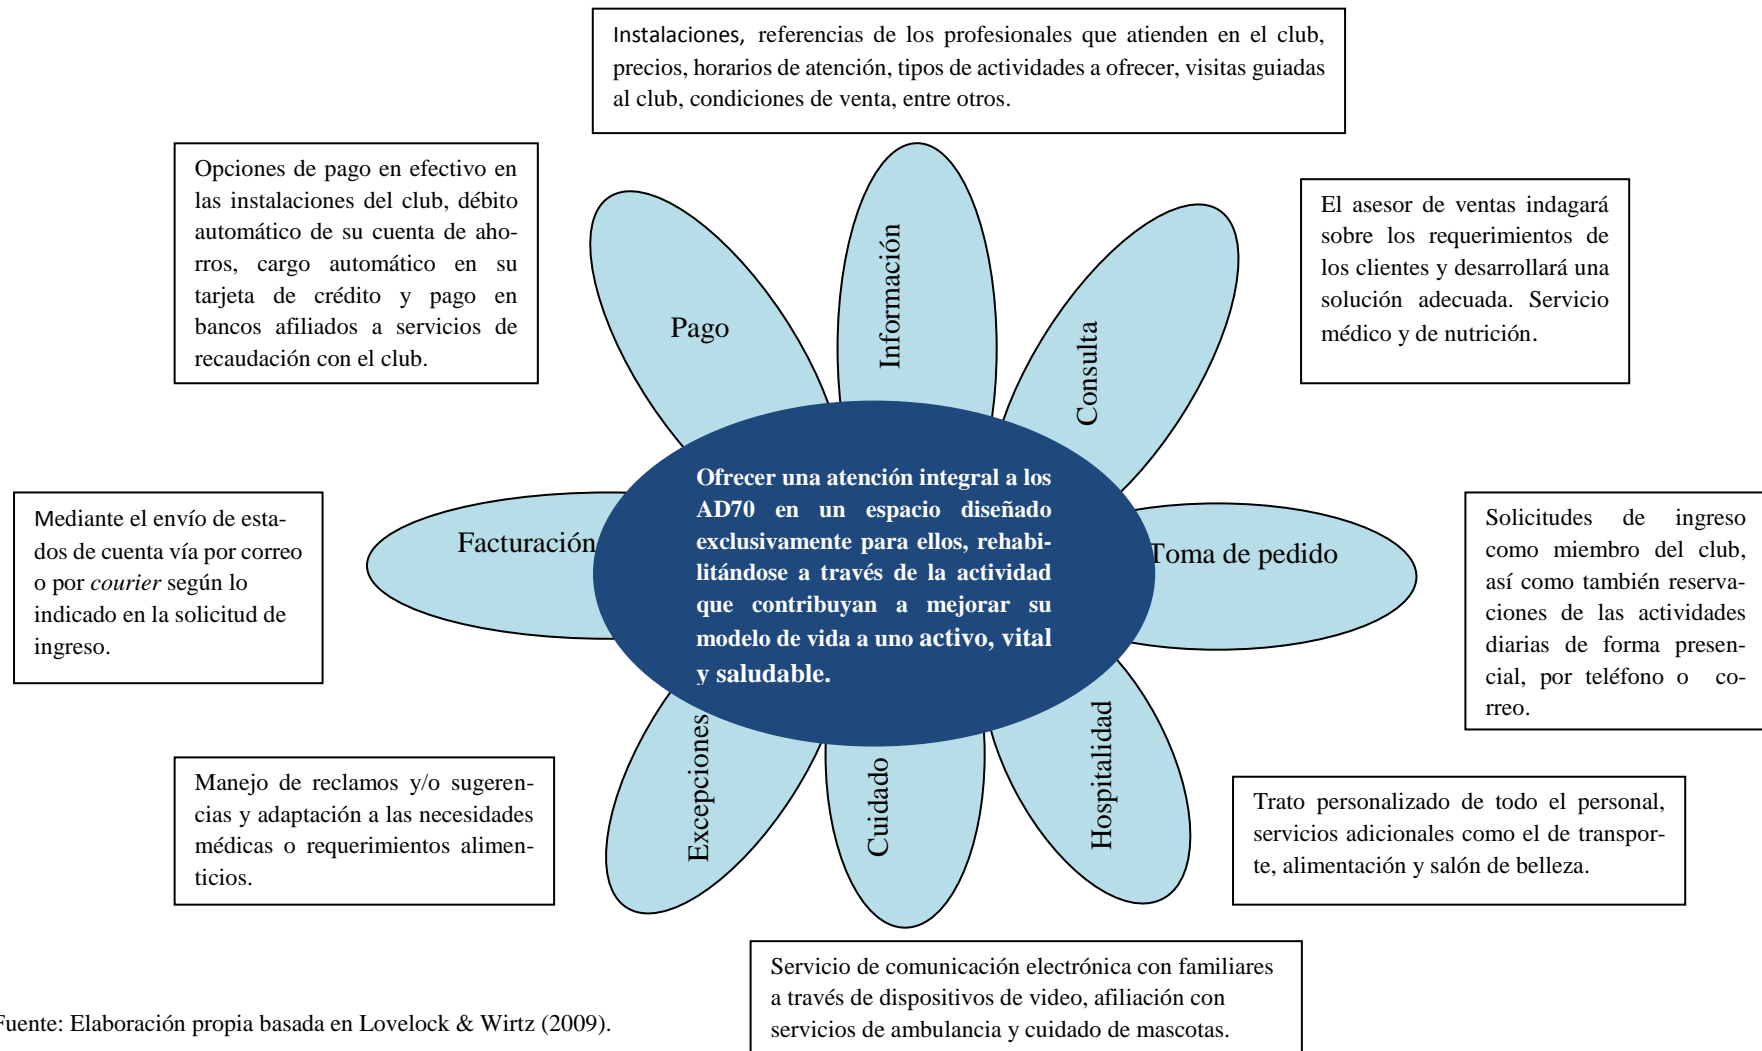 Instalaciones, referencias de los profesionales que atienden en el club,
precios, horarios de atención, tipos de actividades a ofrecer, visitas guiadas
al club, condiciones de venta, entre otros.
Opciones de pago en efectivo en
las instalaciones del club, débito
automático de su cuenta de aho-
rros, cargo automático en su
tarjeta de crédito y pago en
bancos afiliados a servicios de
recaudación con el club.
El asesor de ventas indagará
sobre los requerimientos de
los clientes y desarrollará una
solución adecuada. Servicio
médico y de nutrición.
Pago
Información
Consulta
Ofrecer una atención integral a los
AD70 en un espacio diseñado
exclusivamente para ellos, rehabi-
litándose a través de la actividad
que contribuyan a mejorar su
modelo de vida a uno activo, vital
y saludable.
Mediante el envío de esta-
dos de cuenta vía por correo
o por courier según lo
indicado en la solicitud de
ingreso.
Facturación
Toma de pedido
Solicitudes de ingreso
como miembro del club,
así como también reserva-
ciones de las actividades
diarias de forma presen-
cial, por teléfono o co-
rreo.
Excepciones
Cuidado
Hospitalidad
Manejo de reclamos y/o sugeren-
cias y adaptación a las necesidades
médicas o requerimientos alimen-
ticios.
Trato personalizado de todo el personal,
servicios adicionales como el de transpor-
te, alimentación y salón de belleza.
Servicio de comunicación electrónica con familiares
a través de dispositivos de video, afiliación con
servicios de ambulancia y cuidado de mascotas.
Fuente: Elaboración propia basada en Lovelock & Wirtz (2009).